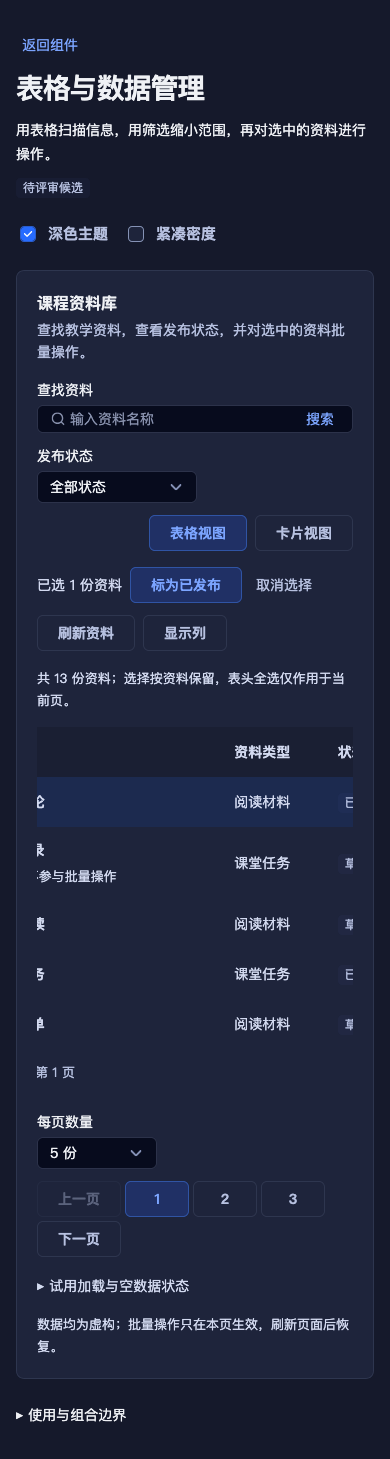 返回组件
表格与数据管理
用表格扫描信息，用筛选缩小范围，再对选中的资料进行
操作。
待评审候选
深色主题 紧凑密度
课程资料库
查找教学资料，查看发布状态，并对选中的资料批
量操作。
查找资料
输入资料名称 搜索
发布状态
全部状态
表格视图 卡片视图
已选 1 份资料 标为已发布 取消选择
刷新资料 显示列
共 13 份资料；选择按资料保留，表头全选仅作用于当
前页。
资料类型
阅读材料
课堂任务
参与批量操作
阅读材料
课堂任务
阅读材料
第 1 页
每页数量
5 份
上一页 1 2 3
下一页
▸ 试用加载与空数据状态
数据均为虚构；批量操作只在本页生效，刷新页面后恢
复。
▸ 使用与组合边界